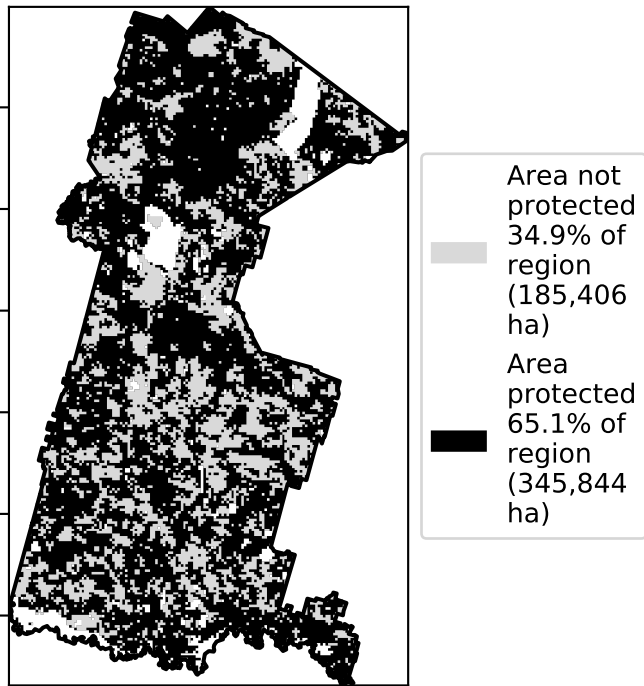 Area not
protected
34.9% of
region
(185,406
ha)
Area
protected
65.1% of
region
(345,844
ha)